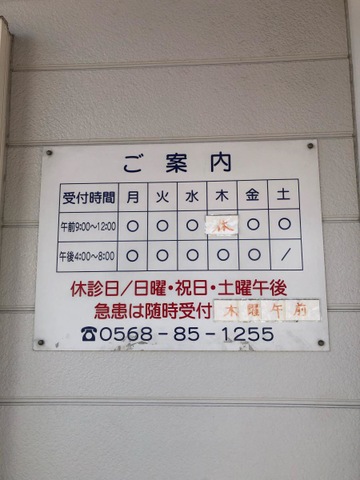 ご案内
受付時間 月 火 水 木 金 土
午前9:00〜12:00 ○ ○ ○ 休 ○ ○
午後4:00〜8:00 ○ ○ ○ ○ ○ /
休診日/日曜・祝日・土曜午後
急患は随時受付 木曜午前
☎0568-85-1255